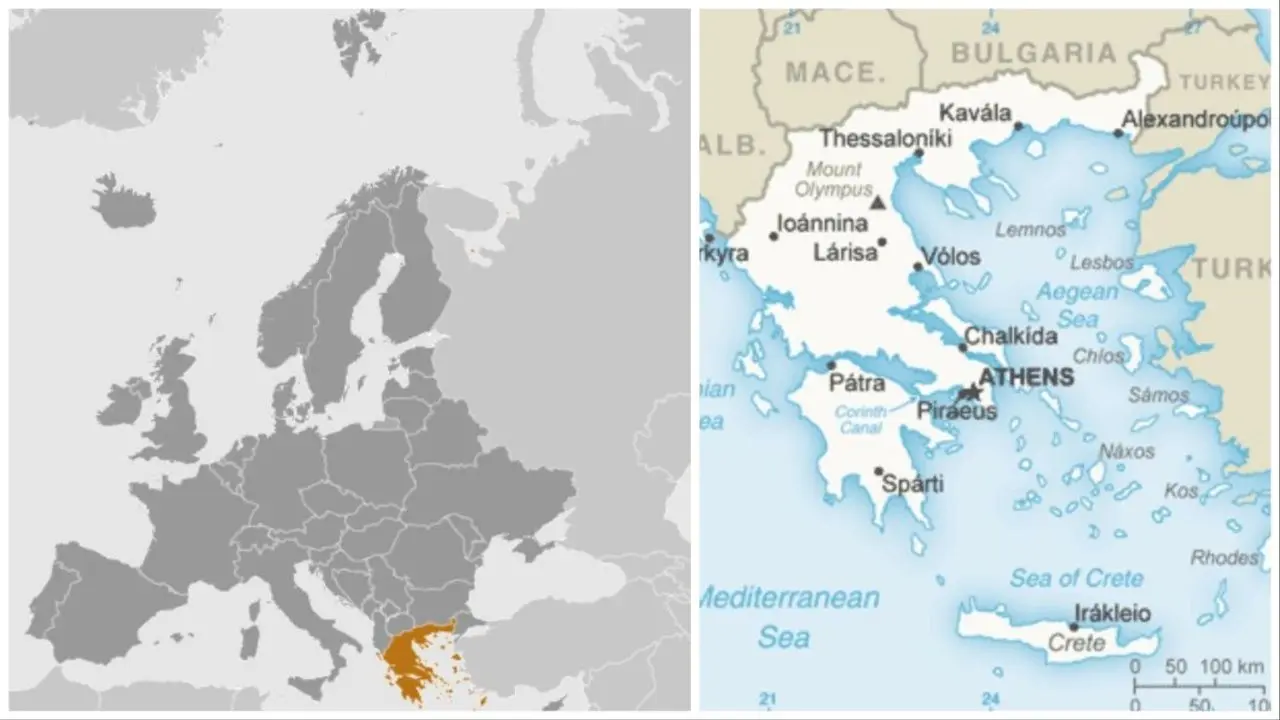 21
24
27
BULGARIA
MACE.
TURKEY
Kavála
Alexandroúpol
Thessaloníki
ALB.
Mount
Olympus
Ioánnina
Lemnos
rkyra
Lárisa
Vólos
Lesbos
TURK
Aegean
Sea
Chalkída
Chios
ATHENS
Pátra
nian
ea
Corinth
Canal
Piraeus
Sámos
Náxos
Spárti
Kos
Rhodes
Sea of Crete
Mediterranean
Sea
Irákleio
Crete
0 50 100 km
0 50 10
21
24